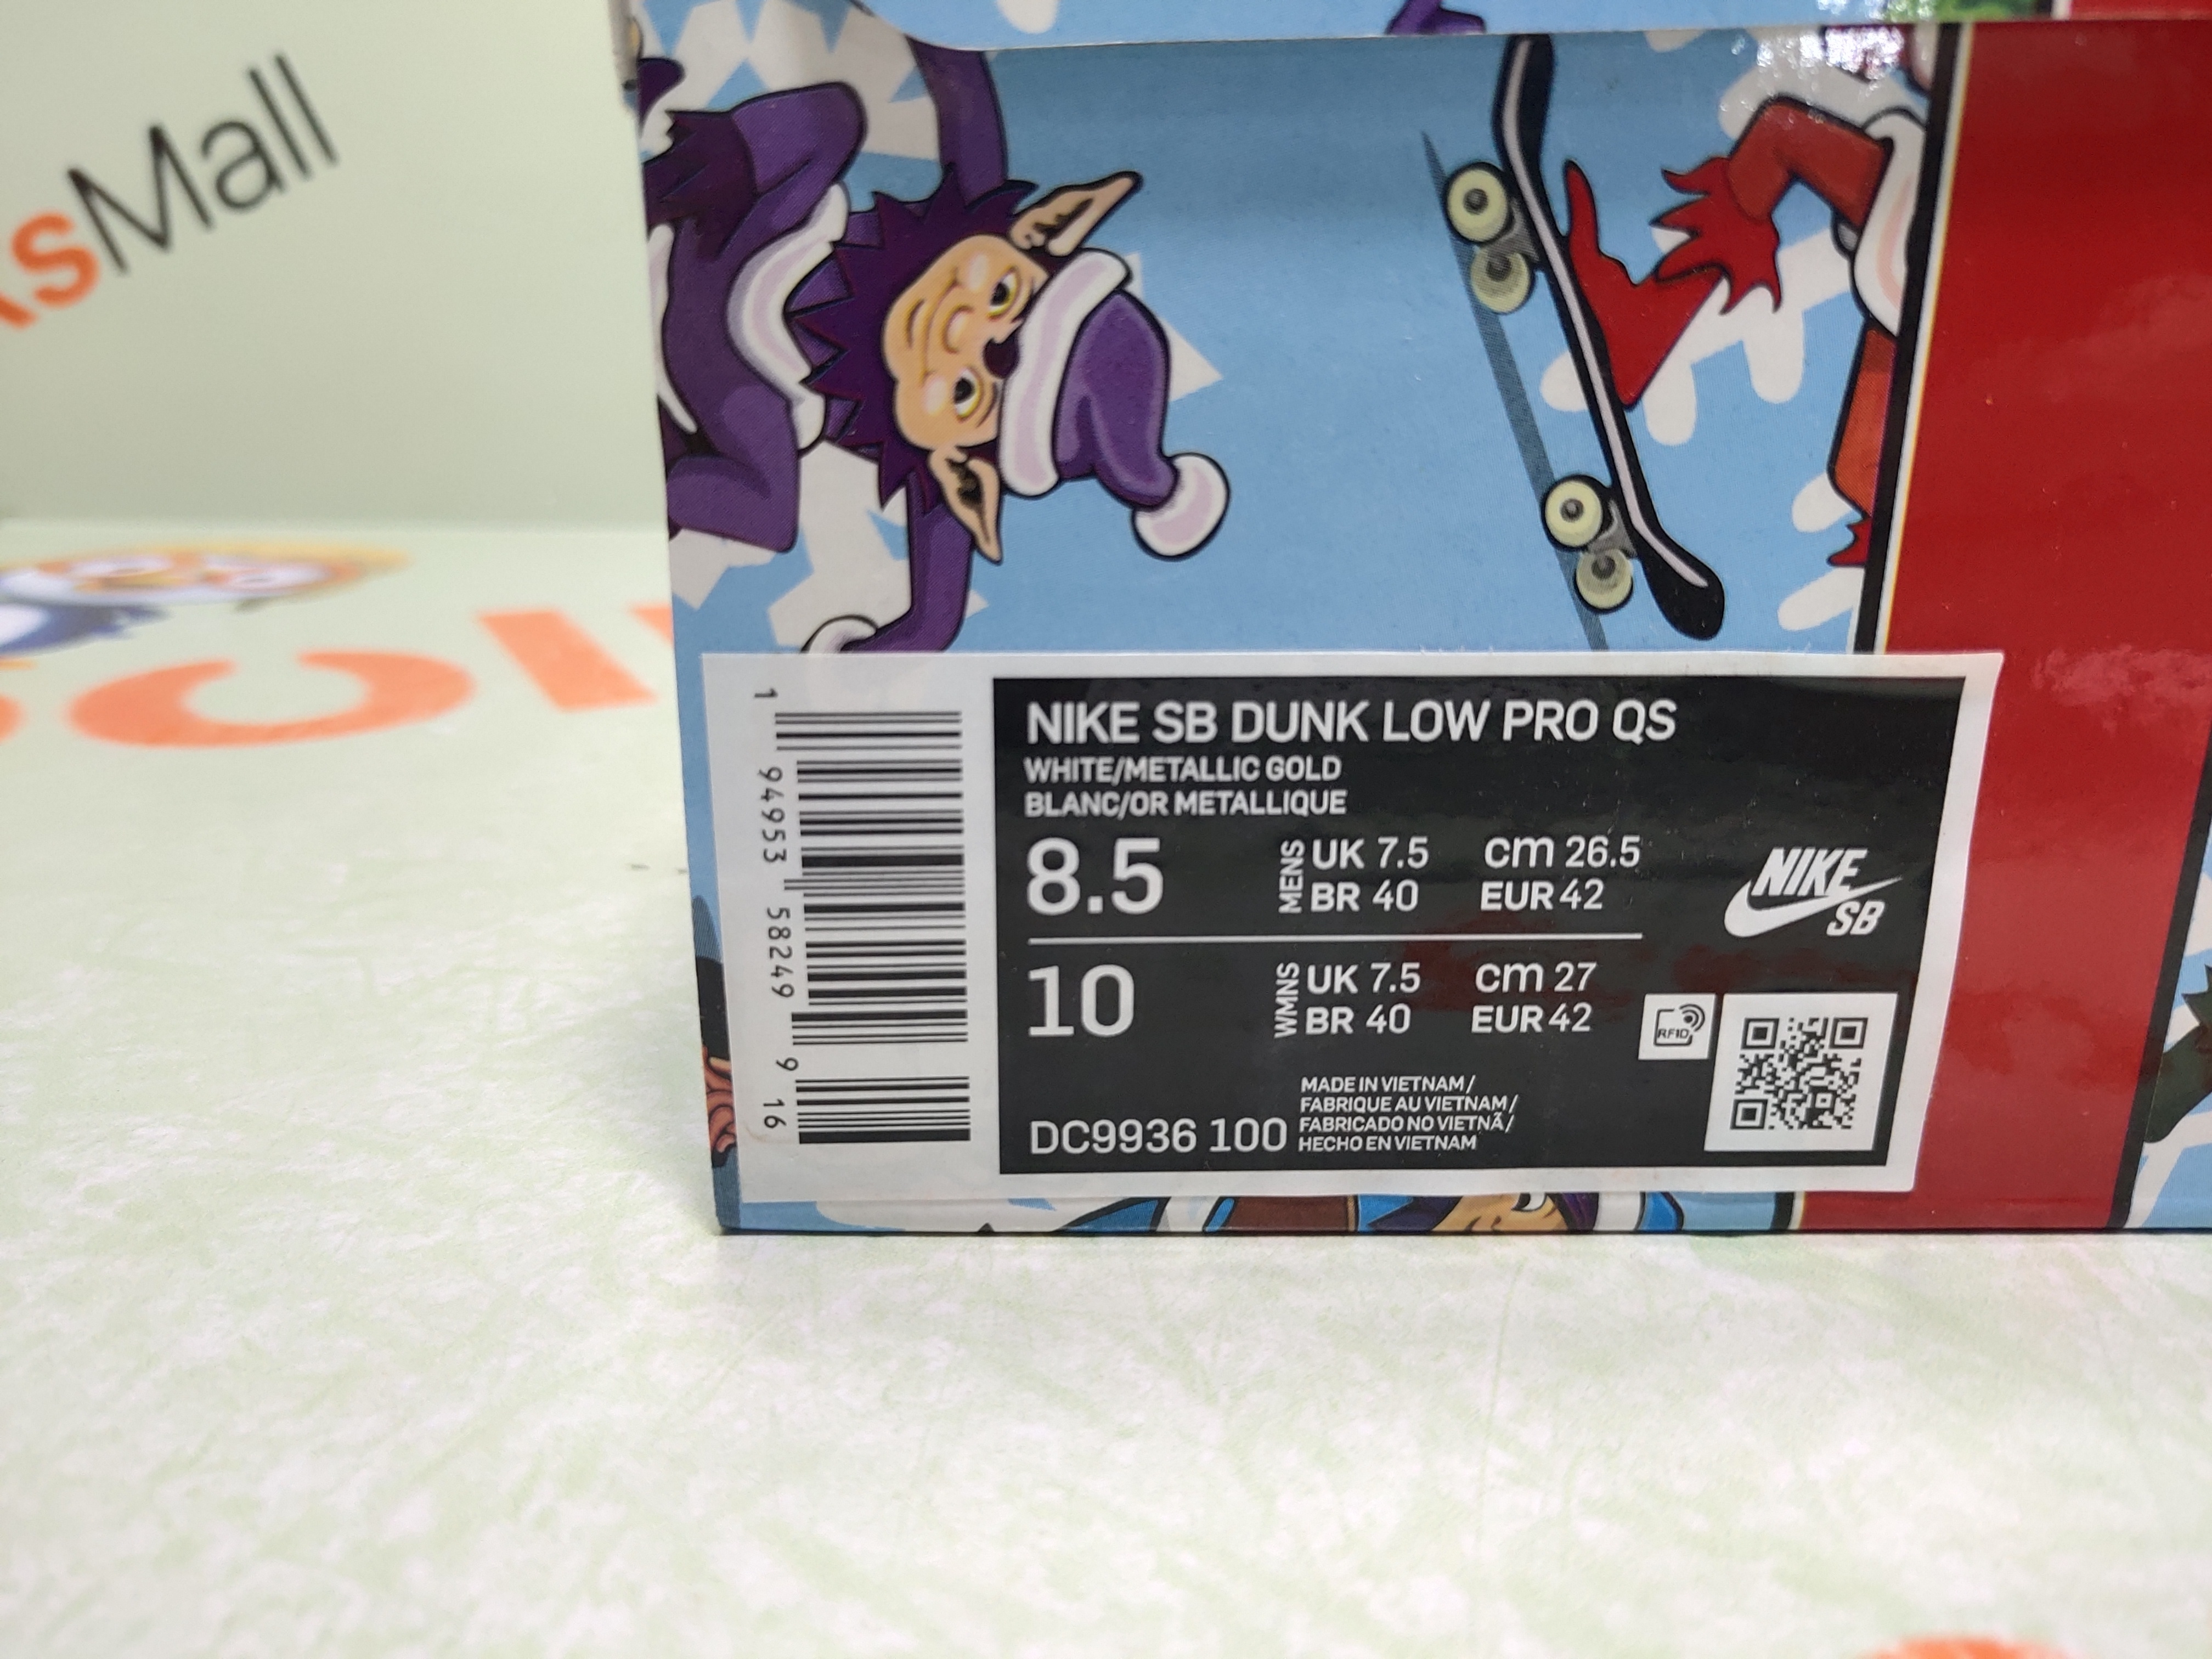 sMall
NIKE SB DUNK LOW PRO QS
WHITE/METALLIC GOLD
BLANC/OR METALLIQUE
8.5
MENS
UK 7.5 cm 26.5
BR 40 EUR 42
10
WMNS
UK 7.5 cm 27
BR 40 EUR 42
NIKE
SB
RFID
MADE IN VIETNAM/
FABRIQUE AU VIETNAM/
FABRICADO NO VIETNÃ/
HECHO EN VIETNAM
DC9936 100
1 94953 58249 9 16